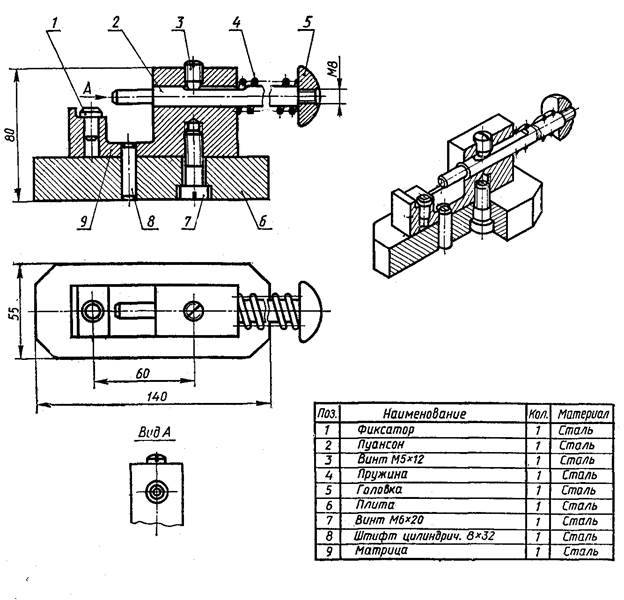 1 2 3 4 5
А
М8
80
9 8 7 6
55
60
140
Вид А
Поз. Наименование Кол. Материал
1 Фиксатор 1 Сталь
2 Пуансон 1 Сталь
3 Винт М5×12 1 Сталь
4 Пружина 1 Сталь
5 Головка 1 Сталь
6 Плита 1 Сталь
7 Винт М6×20 1 Сталь
8 Штифт цилиндрич. 8×32 1 Сталь
9 Матрица 1 Сталь